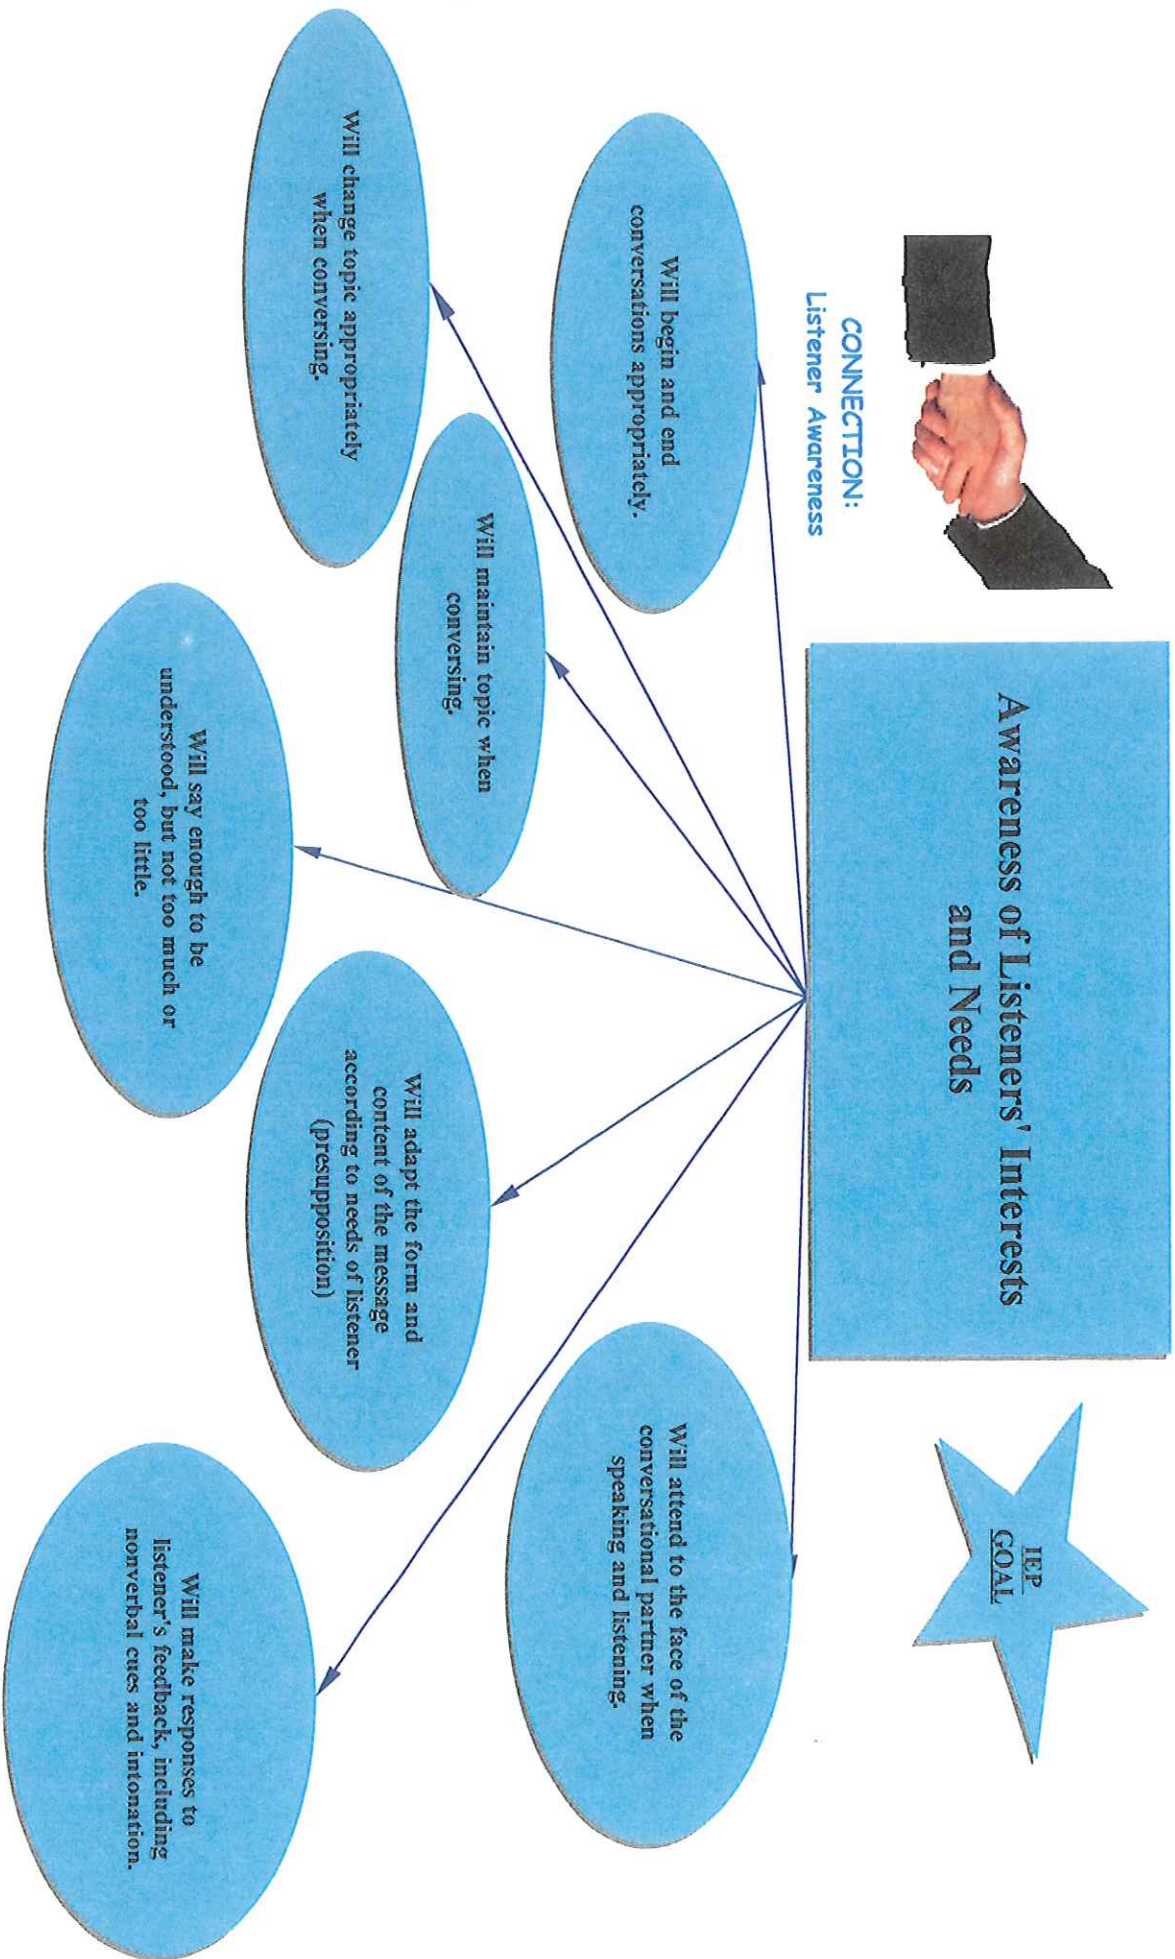 CONNECTION:
Listener Awareness
Awareness of Listeners' Interests
and Needs
IEP
GOAL
Will begin and end
conversations appropriately.
Will change topic appropriately
when conversing.
Will maintain topic when
conversing.
Will say enough to be
understood, but not too much or
too little.
Will adapt the form and
content of the message
according to needs of listener
(presupposition)
Will attend to the face of the
conversational partner when
speaking and listening.
Will make responses to
listener's feedback, including
nonverbal cues and intonation.